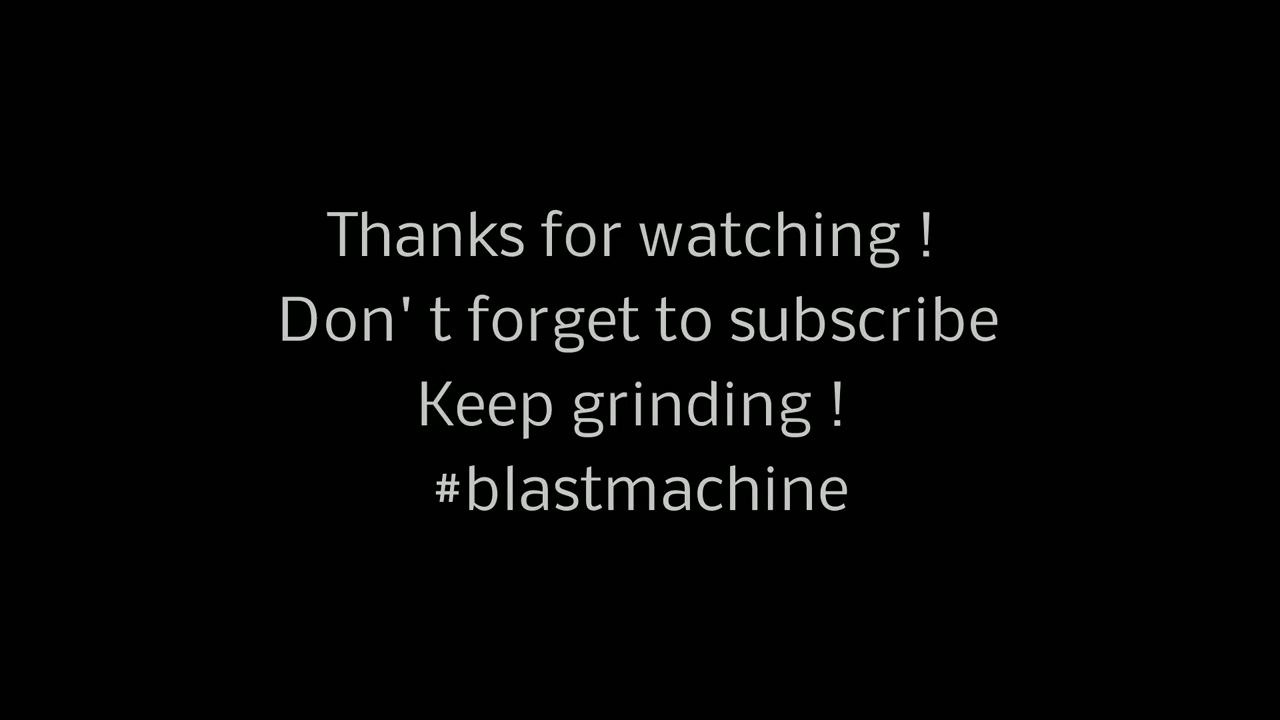 Thanks for watching !
Don' t forget to subscribe
Keep grinding !
#blastmachine